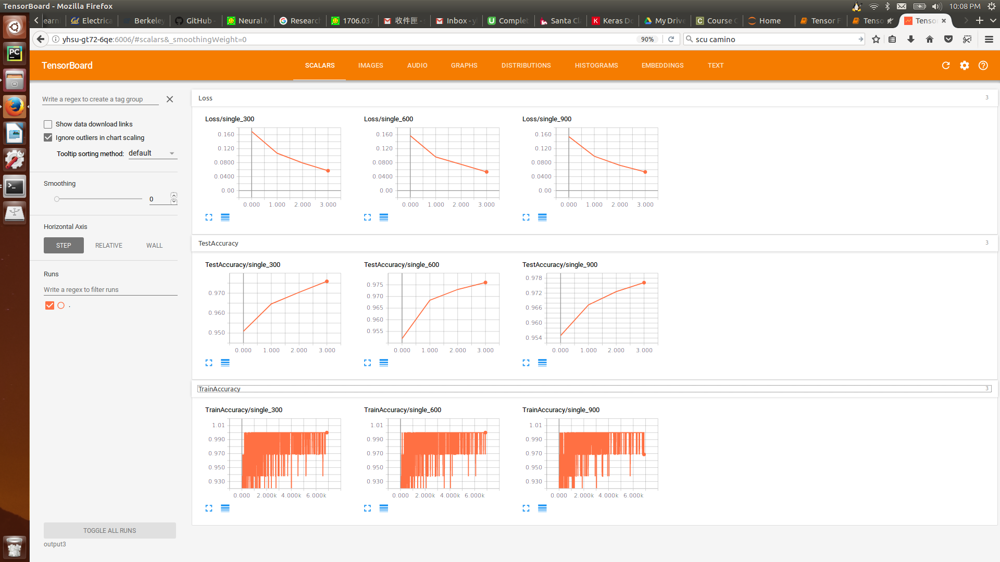 TensorBoard - Mozilla Firefox
10:08 PM
earn
Electrica
Berkeley
GitHub -
Neural M
Researc
1706.037
收件匣 -
Inbox - y
Complet
Santa Cl
Keras Do
My Drive
Course C
Home
Tensor F
Tenso
Tenso
yhsu-gt72-6qe:6006/#scalars&_smoothingWeight=0
90%
scu camino
TensorBoard
SCALARS
IMAGES
AUDIO
GRAPHS
DISTRIBUTIONS
HISTOGRAMS
EMBEDDINGS
TEXT
Write a regex to create a tag group
Show data download links
Ignore outliers in chart scaling
Tooltip sorting method: default
Smoothing
0
Horizontal Axis
STEP
RELATIVE
WALL
Runs
Write a regex to filter runs
.
TOGGLE ALL RUNS
output3
Loss
3
Loss/single_300
0.160
0.120
0.0800
0.0400
0.00
0.000 1.000 2.000 3.000
Loss/single_600
0.160
0.120
0.0800
0.0400
0.00
0.000 1.000 2.000 3.000
Loss/single_900
0.160
0.120
0.0800
0.0400
0.00
0.000 1.000 2.000 3.000
TestAccuracy
3
TestAccuracy/single_300
0.970
0.960
0.950
0.000 1.000 2.000 3.000
TestAccuracy/single_600
0.975
0.970
0.965
0.960
0.955
0.000 1.000 2.000 3.000
TestAccuracy/single_900
0.978
0.972
0.966
0.960
0.954
0.000 1.000 2.000 3.000
TrainAccuracy
3
TrainAccuracy/single_300
1.01
0.990
0.970
0.950
0.930
0.000 2.000k 4.000k 6.000k
TrainAccuracy/single_600
1.01
0.990
0.970
0.950
0.930
0.000 2.000k 4.000k 6.000k
TrainAccuracy/single_900
1.01
0.990
0.970
0.950
0.930
0.000 2.000k 4.000k 6.000k
PC